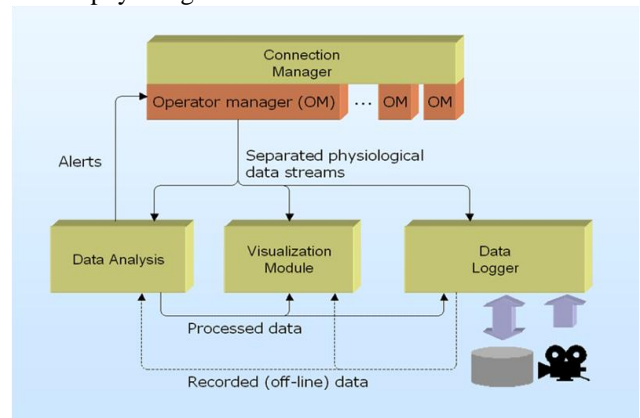 Connection
Manager
Operator manager (OM)
...
OM
OM
Alerts
Separated physiological
data streams
Data Analysis
Visualization
Module
Data
Logger
Processed data
Recorded (off-line) data